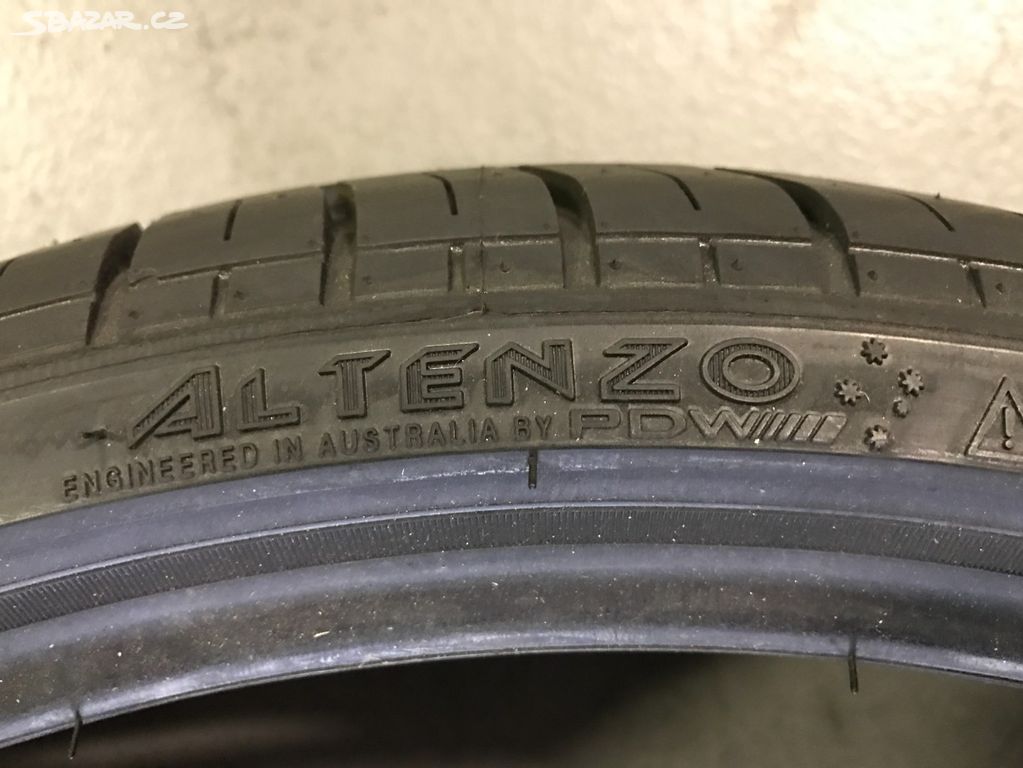 SBAZAR.CZ
ALTENZO
ENGINEERED IN AUSTRALIA BY PDW